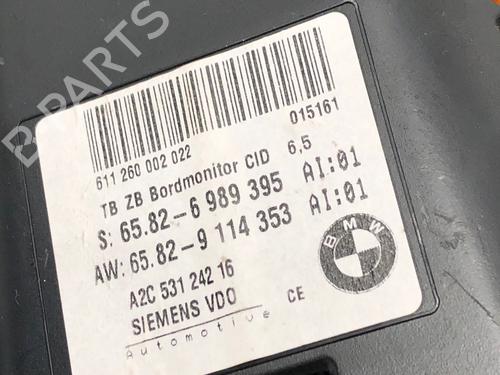 B-PARTS
611 260 002 022
015161
TB ZB Bordmonitor CID 6,5
S: 65.82-6 989 395 AI:01
AW: 65.82-9 114 353 AI:01
A2C 531 242 16
SIEMENS VDO CE
Automotive
BMW